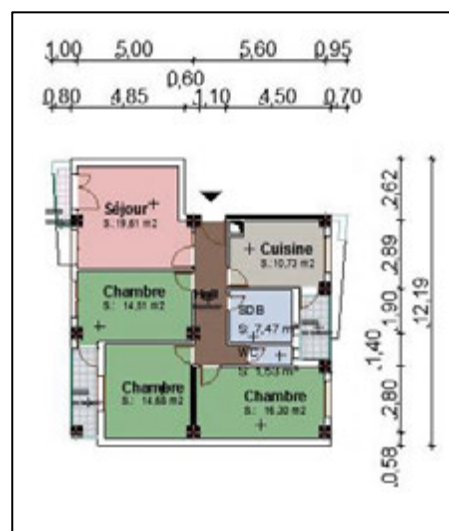 1,00 5,00 5,60 0,95
0,60
0,80 4,85 1,10 4,50 0,70
Séjour
S.: 19,61 m2
Cuisine
S.: 10,73 m2
Chambre
S.: 14,51 m2
Hall
SDB
S: 7,47 m²
WC
S: 1,53 m²
Chambre
S.: 14,68 m2
Chambre
S.: 16,20 m2
2,62
2,89
1,90
12,19
1,40
2,80
0,58